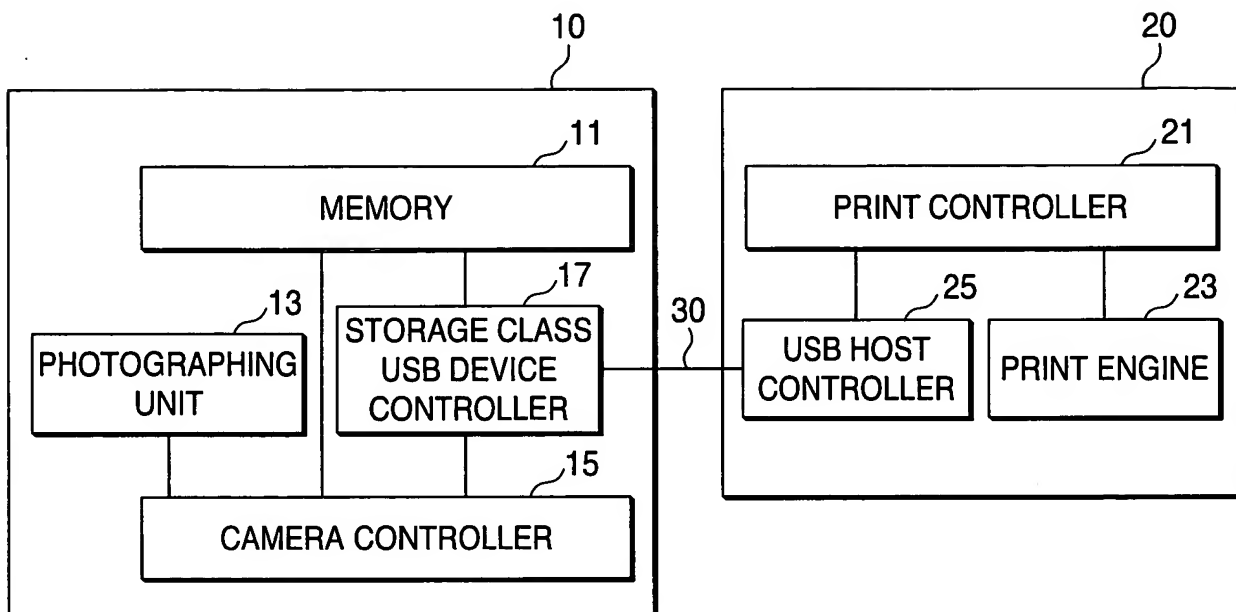 10
20
11
MEMORY
21
PRINT CONTROLLER
13
PHOTOGRAPHING
UNIT
17
STORAGE CLASS
USB DEVICE
CONTROLLER
30
25
USB HOST
CONTROLLER
23
PRINT ENGINE
15
CAMERA CONTROLLER